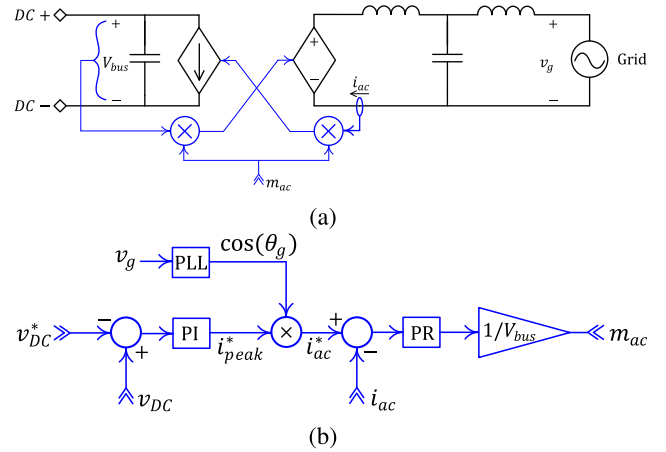 DC +
+
V_bus
−
DC −
+
−
i_ac
+
v_g
−
Grid
×
×
m_ac
(a)
cos(θ_g)
v_g
PLL
v*_DC
−
+
PI
i*_peak
×
i*_ac
+
−
PR
1/V_bus
m_ac
v_DC
i_ac
(b)